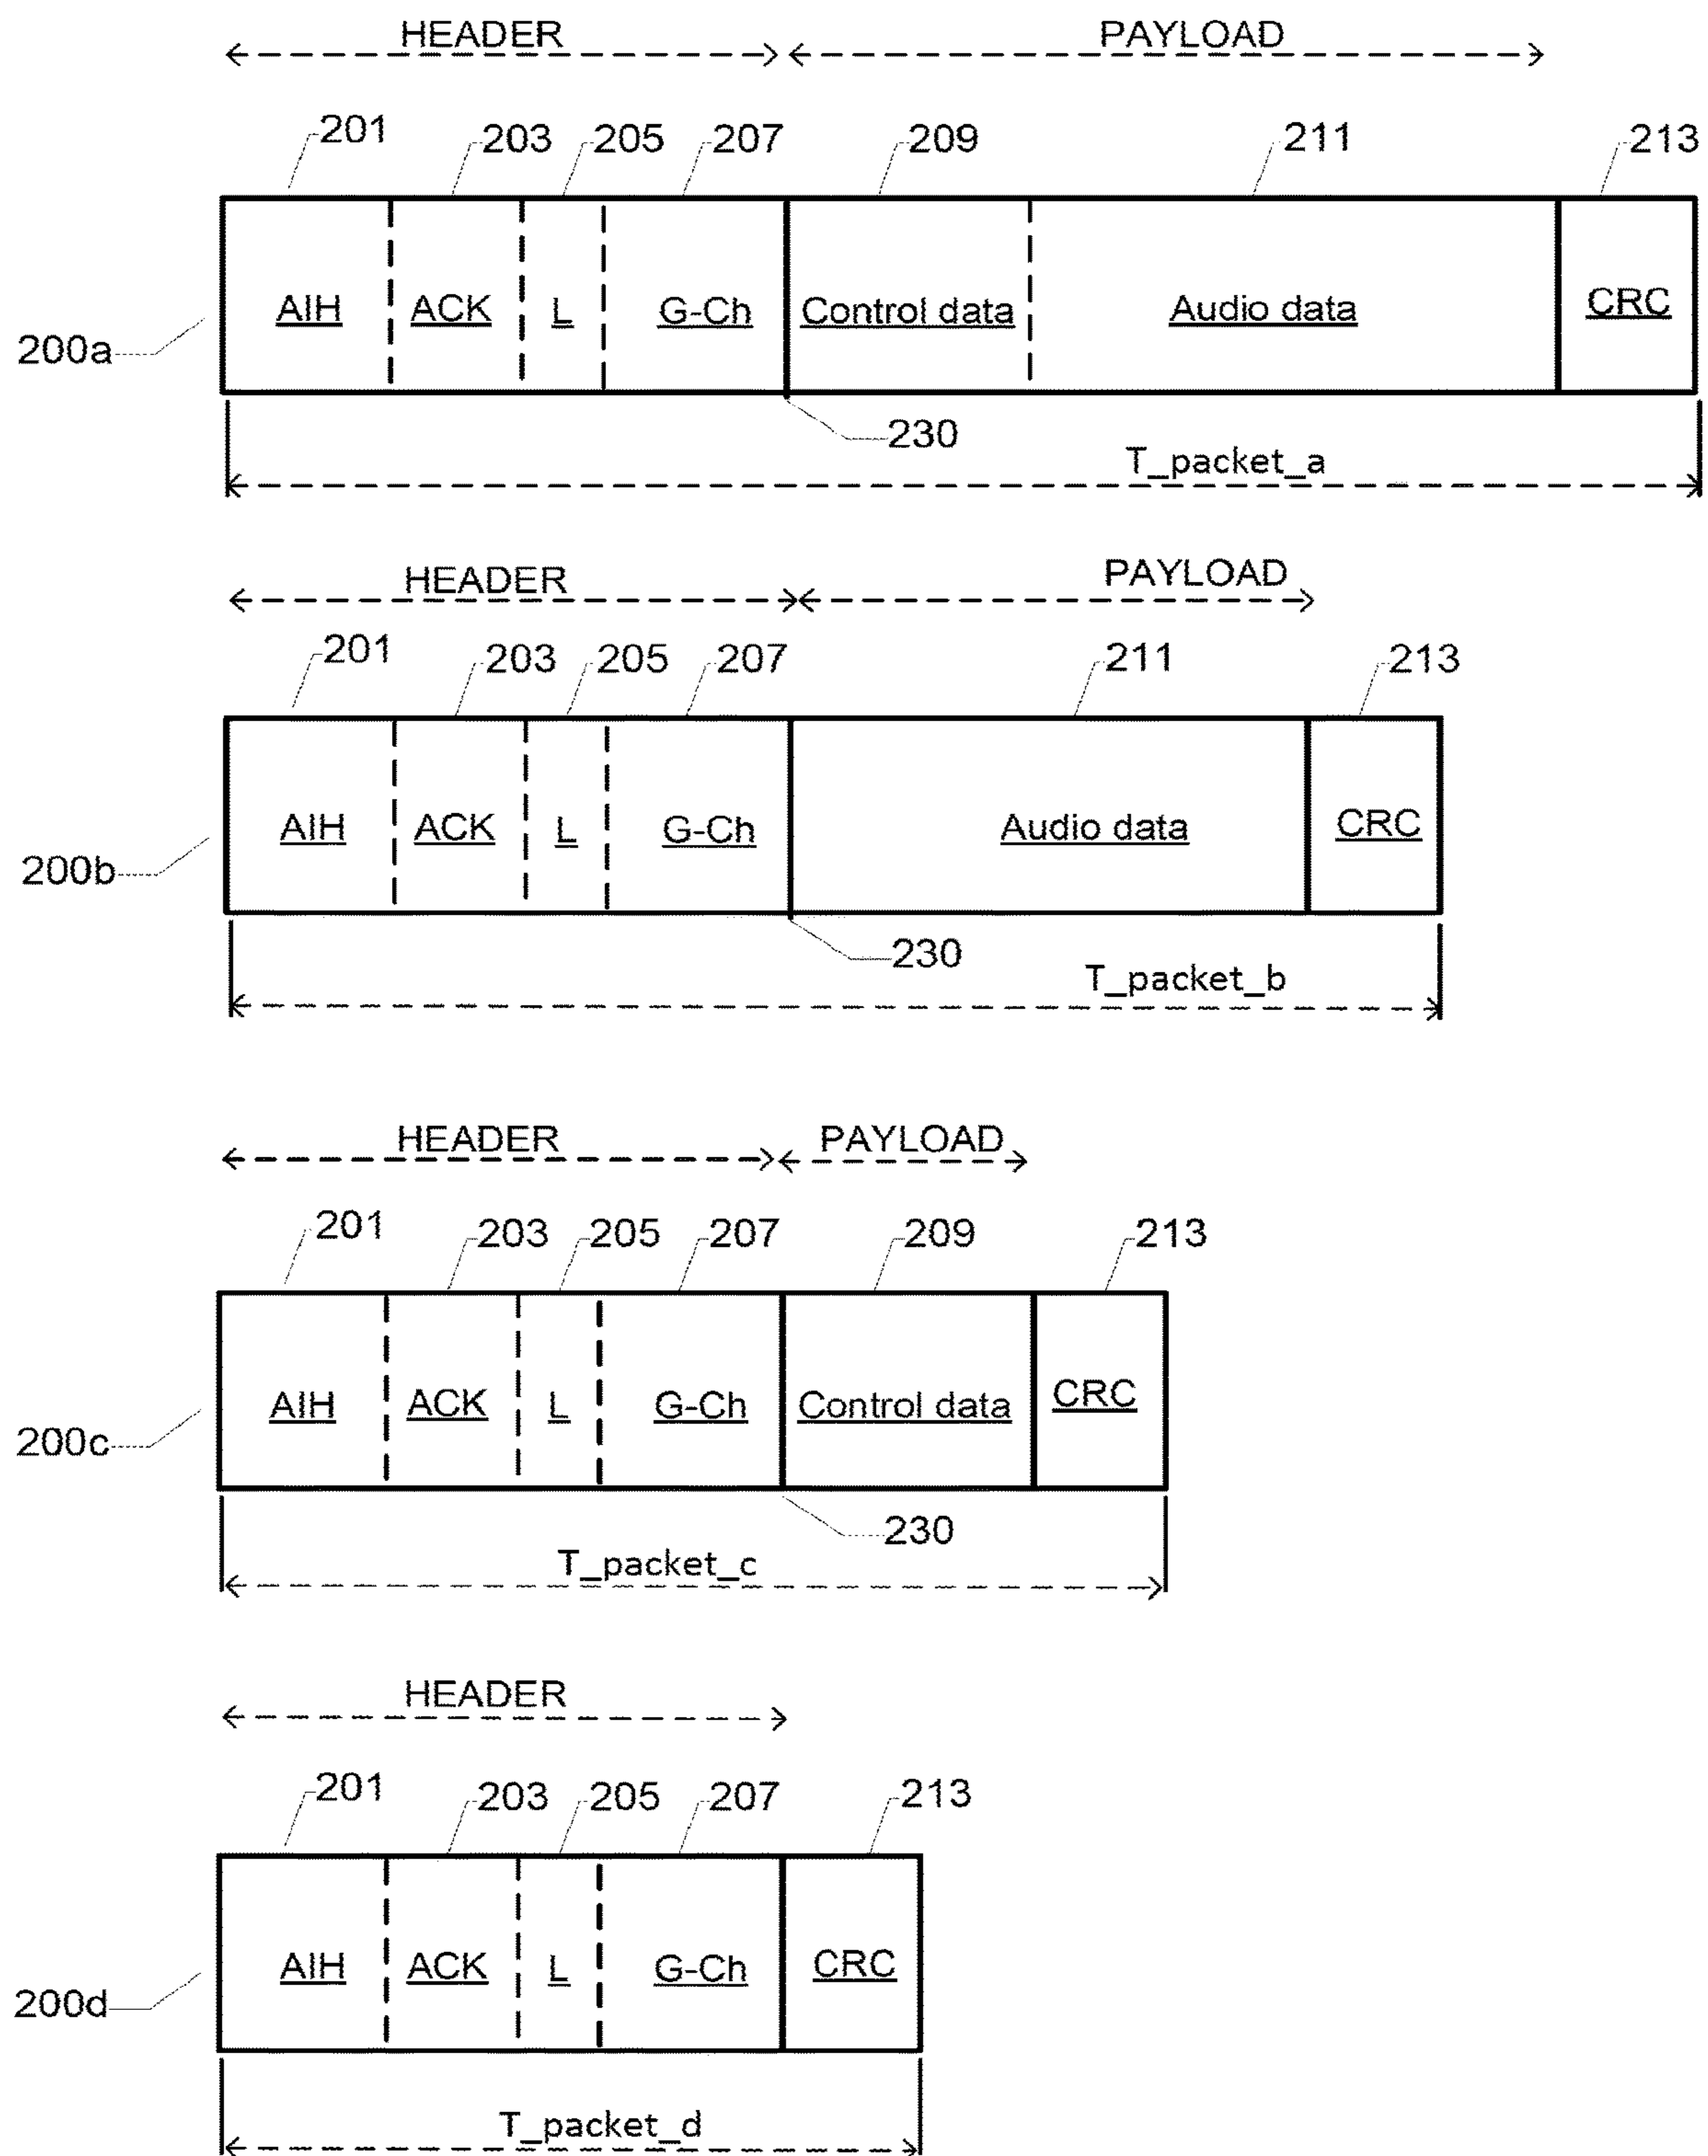 HEADER PAYLOAD
201 203 205 207 209 211 213
AIH ACK L G-Ch Control data Audio data CRC
200a
230
T_packet_a
HEADER PAYLOAD
201 203 205 207 211 213
AIH ACK L G-Ch Audio data CRC
200b
230
T_packet_b
HEADER PAYLOAD
201 203 205 207 209 213
AIH ACK L G-Ch Control data CRC
200c
230
T_packet_c
HEADER
201 203 205 207 213
AIH ACK L G-Ch CRC
200d
T_packet_d